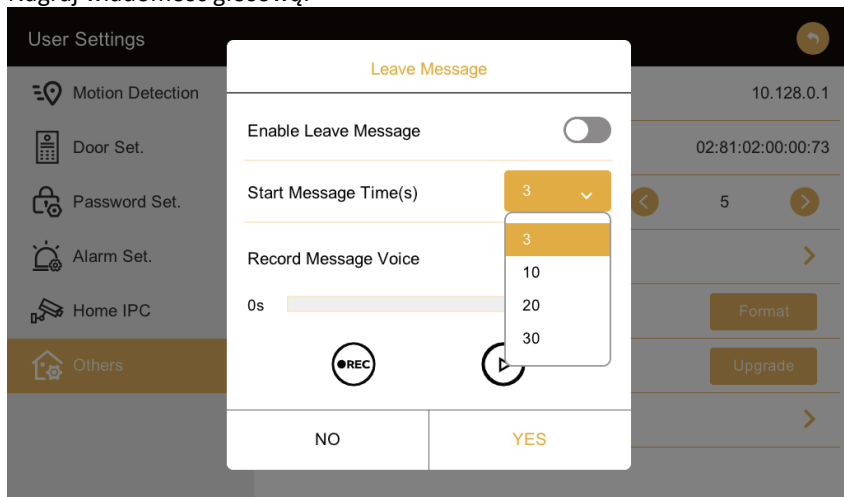 User Settings
Motion Detection
Door Set.
Password Set.
Alarm Set.
Home IPC
Others
Leave Message
Enable Leave Message
Start Message Time(s)
3
3
10
20
30
Record Message Voice
0s
REC
NO
YES
10.128.0.1
02:81:02:00:00:73
5
Format
Upgrade